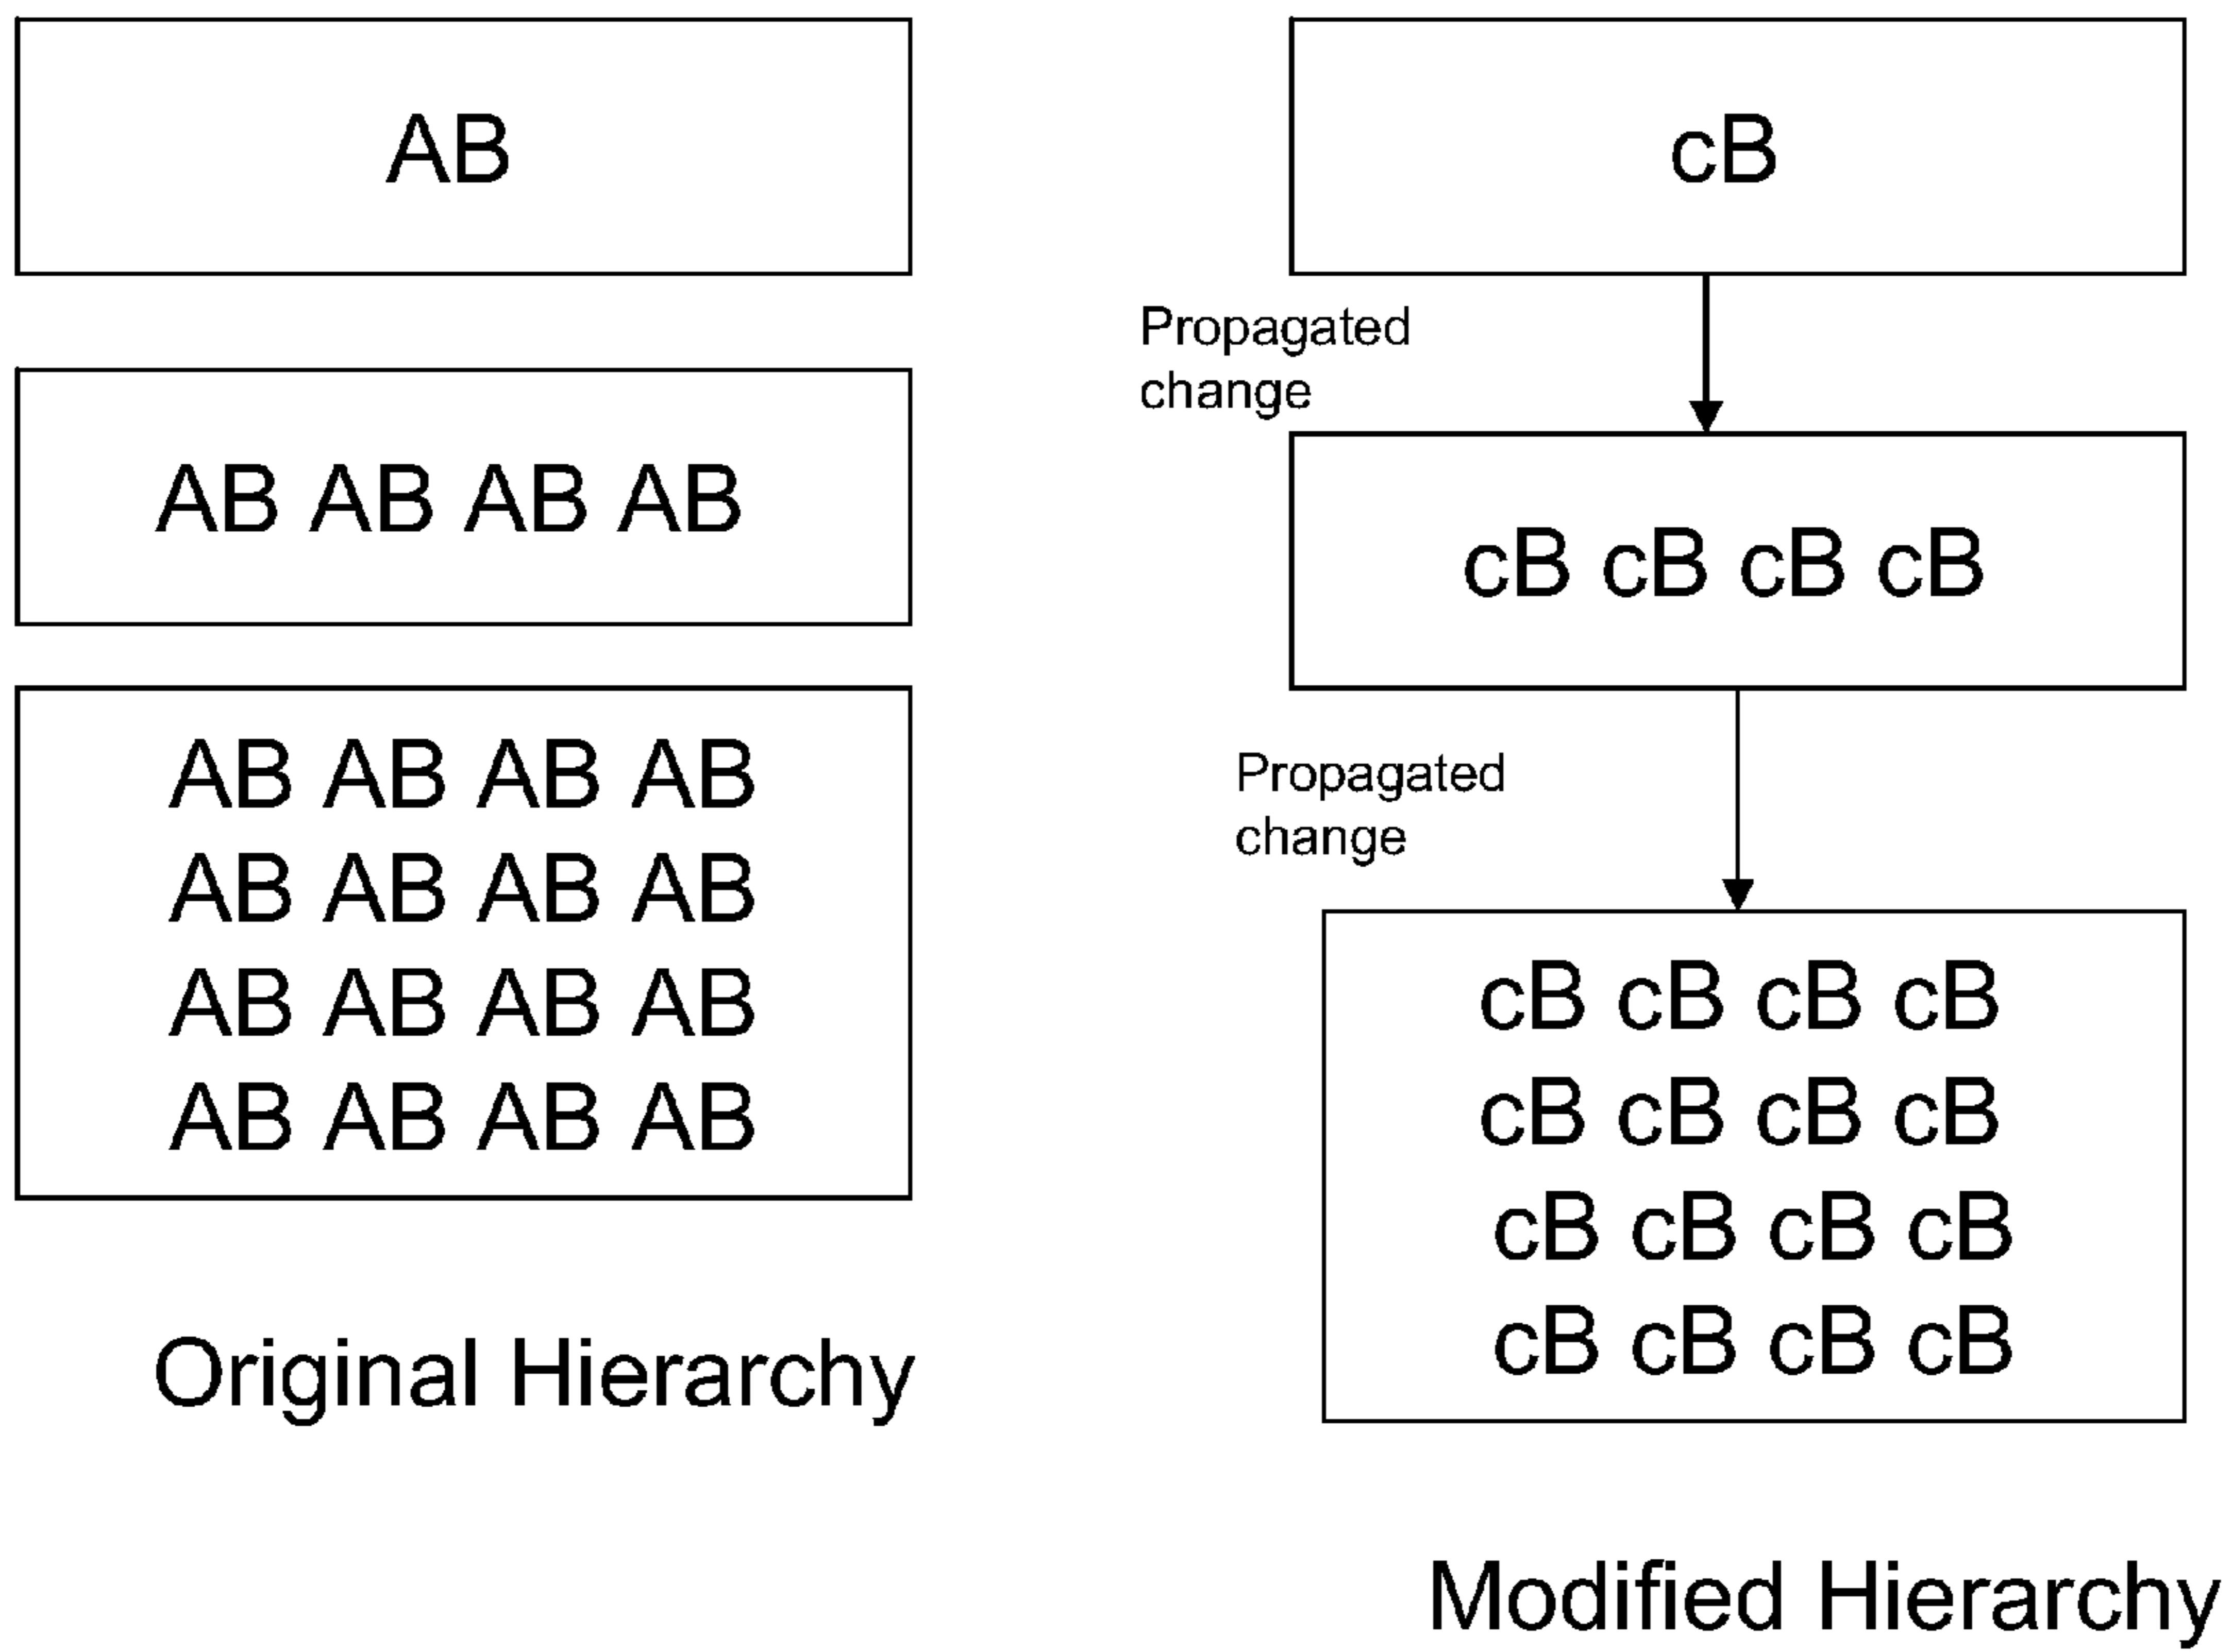 AB
AB AB AB AB
AB AB AB AB
AB AB AB AB
AB AB AB AB
AB AB AB AB
Original Hierarchy
cB
Propagated
change
cB cB cB cB
Propagated
change
cB cB cB cB
cB cB cB cB
cB cB cB cB
cB cB cB cB
Modified Hierarchy